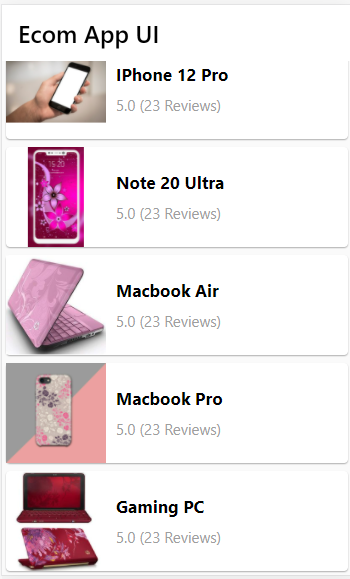 Ecom App UI
IPhone 12 Pro
5.0 (23 Reviews)
Note 20 Ultra
5.0 (23 Reviews)
Macbook Air
5.0 (23 Reviews)
Macbook Pro
5.0 (23 Reviews)
Gaming PC
5.0 (23 Reviews)